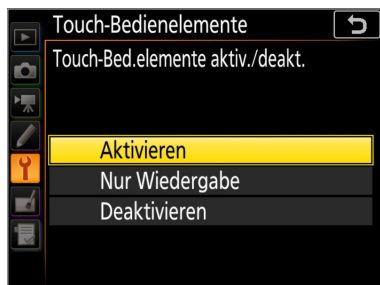 Touch-Bedienelemente
Touch-Bed.elemente aktiv./deakt.
Aktivieren
Nur Wiedergabe
Deaktivieren